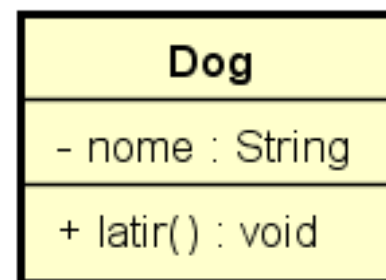 Dog
- nome : String
+ latir() : void